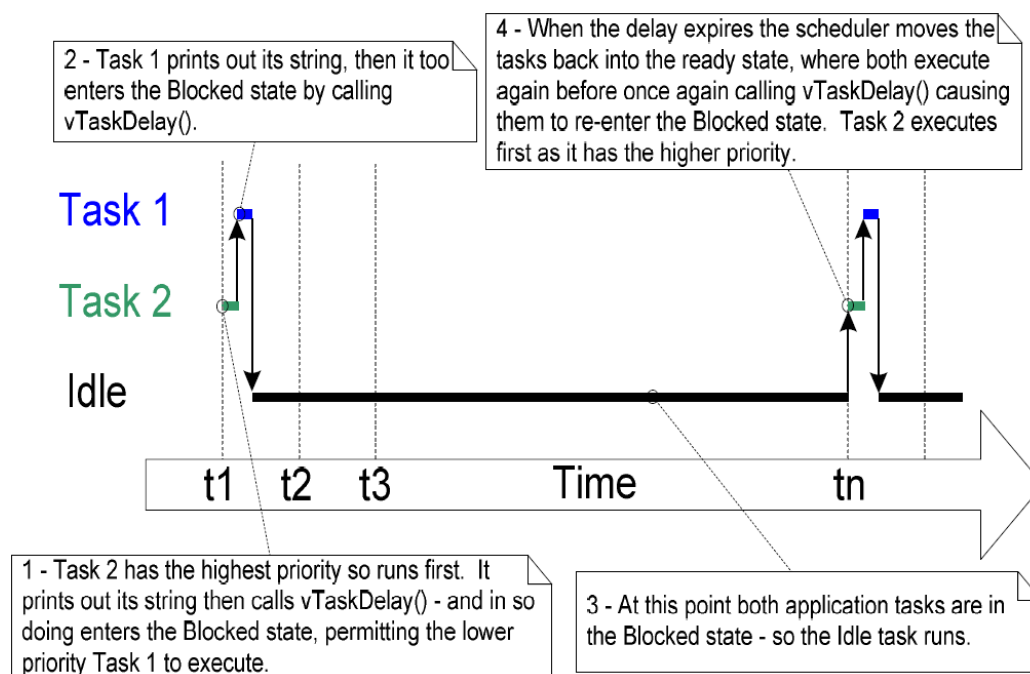 2 - Task 1 prints out its string, then it too
enters the Blocked state by calling
vTaskDelay().
4 - When the delay expires the scheduler moves the
tasks back into the ready state, where both execute
again before once again calling vTaskDelay() causing
them to re-enter the Blocked state.  Task 2 executes
first as it has the higher priority.
Task 1
Task 2
Idle
t1 t2 t3 Time tn
1 - Task 2 has the highest priority so runs first.  It
prints out its string then calls vTaskDelay() - and in so
doing enters the Blocked state, permitting the lower
priority Task 1 to execute.
3 - At this point both application tasks are in
the Blocked state - so the Idle task runs.